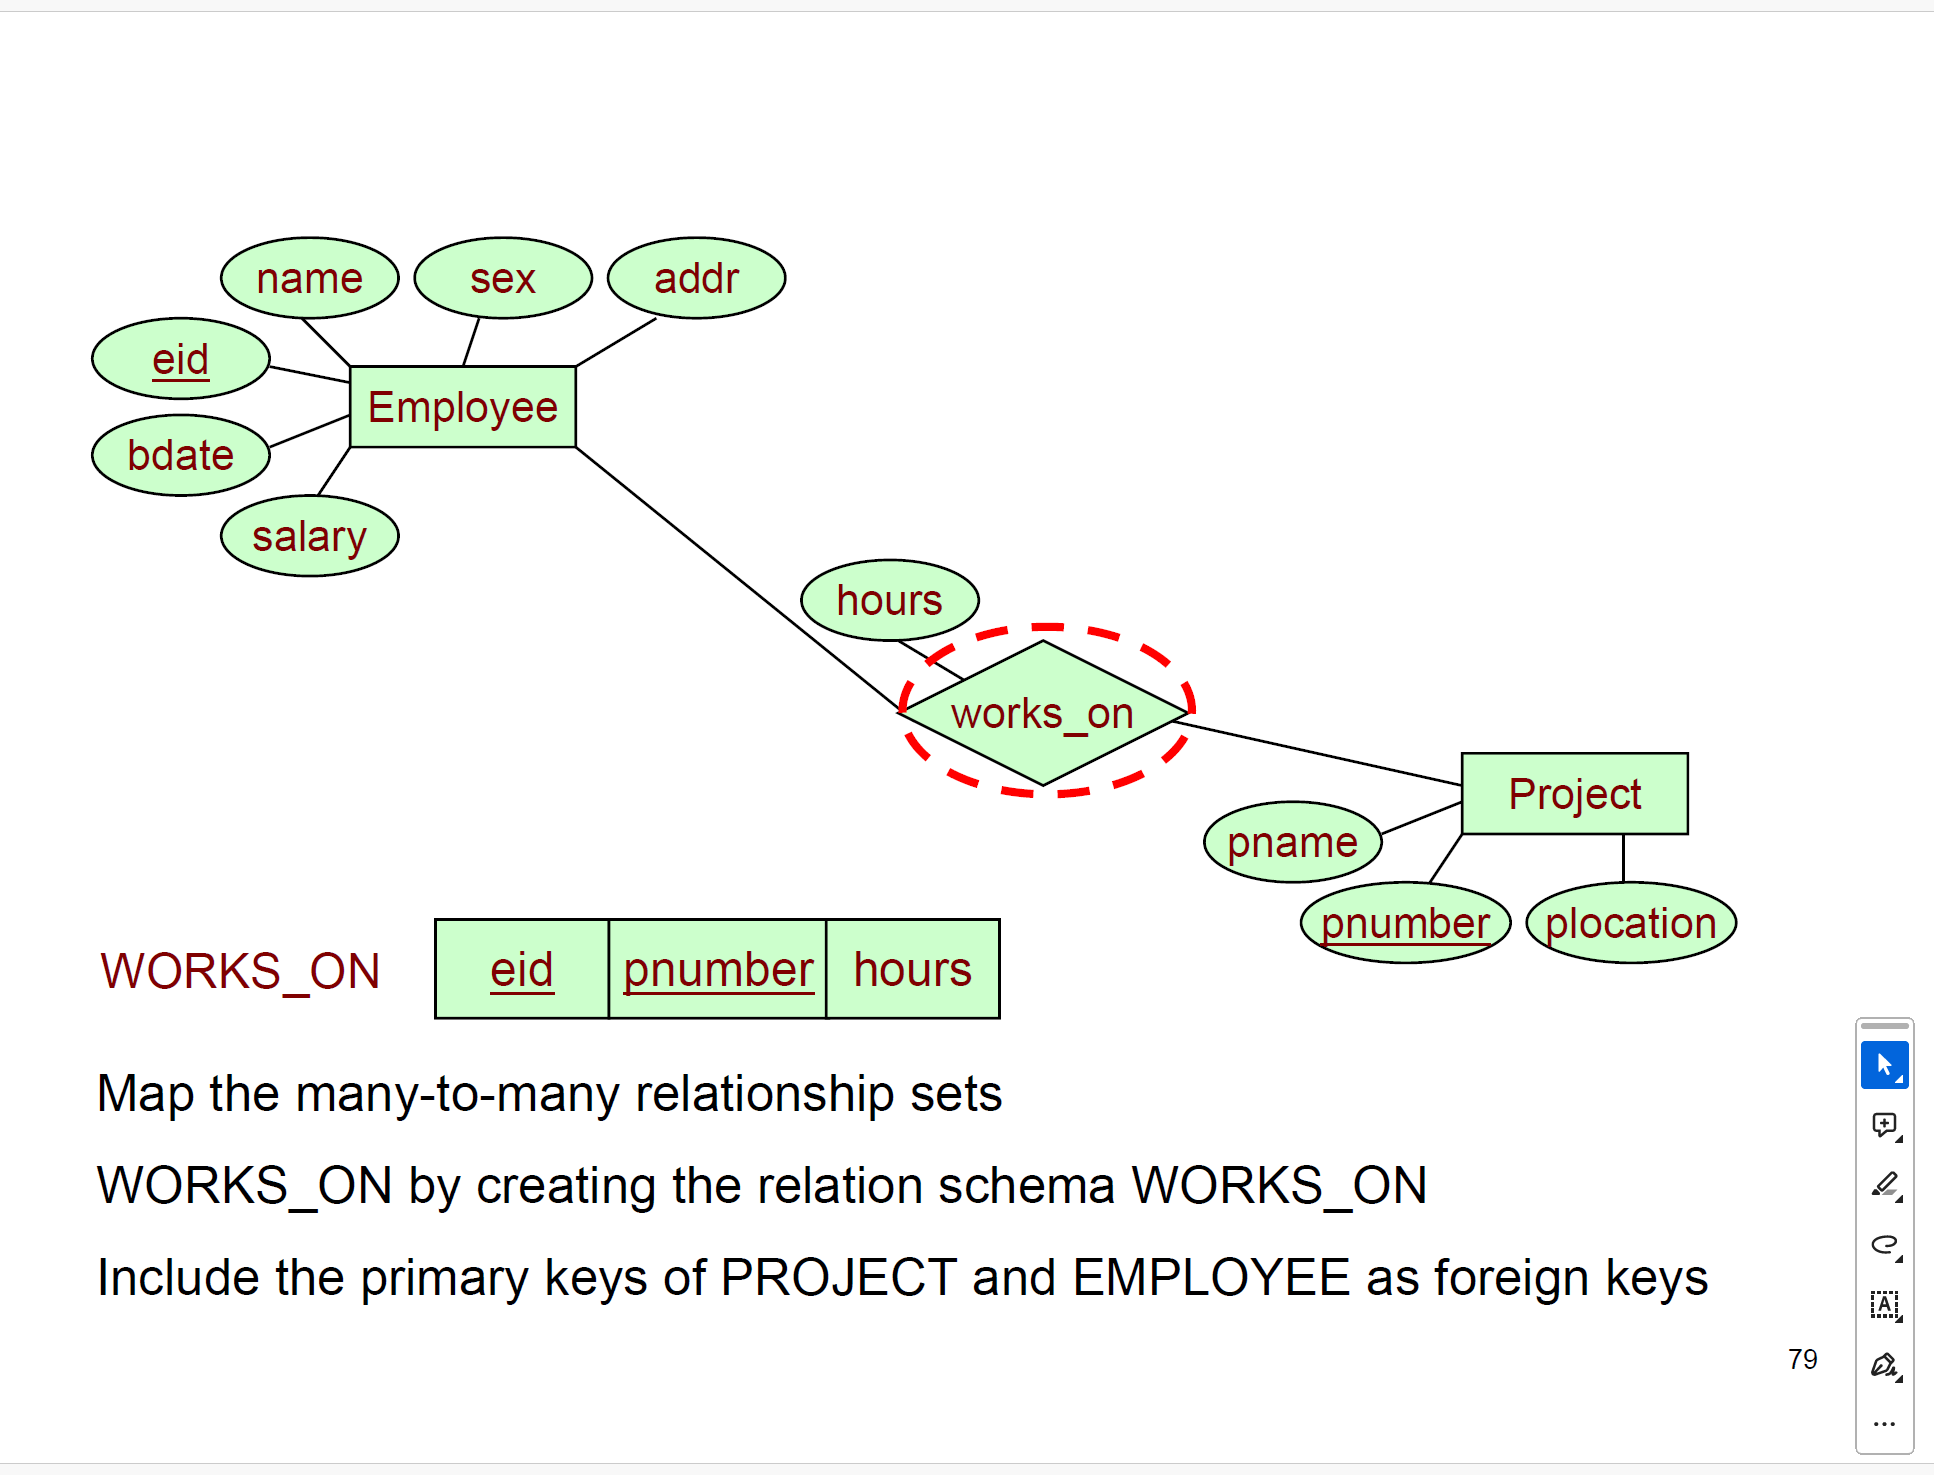 name sex addr
eid
Employee
bdate
salary
hours
works_on
Project
pname
pnumber plocation
WORKS_ON eid pnumber hours
Map the many-to-many relationship sets
WORKS_ON by creating the relation schema WORKS_ON
Include the primary keys of PROJECT and EMPLOYEE as foreign keys
79
A